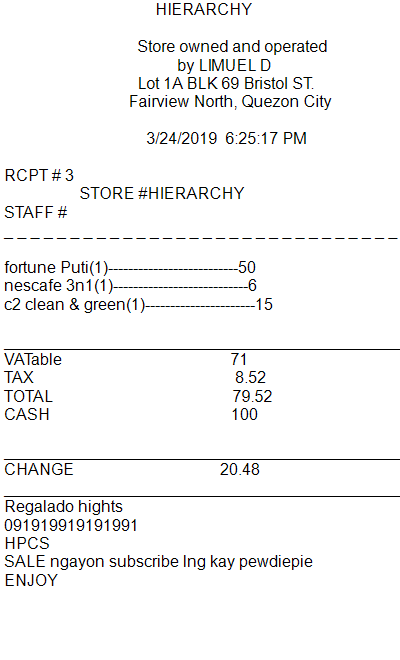 HIERARCHY
Store owned and operated
by LIMUEL D
Lot 1A BLK 69 Bristol ST.
Fairview North, Quezon City
3/24/2019 6:25:17 PM
RCPT # 3
STORE #HIERARCHY
STAFF #
_ _ _ _ _ _ _ _ _ _ _ _ _ _ _ _ _ _ _ _ _ _ _ _ _ _ _ _ _ _
fortune Puti(1)--------------------------50
nescafe 3n1(1)---------------------------6
c2 clean & green(1)----------------------15
VATable 71
TAX 8.52
TOTAL 79.52
CASH 100
CHANGE 20.48
Regalado hights
091919919191991
HPCS
SALE ngayon subscribe lng kay pewdiepie
ENJOY